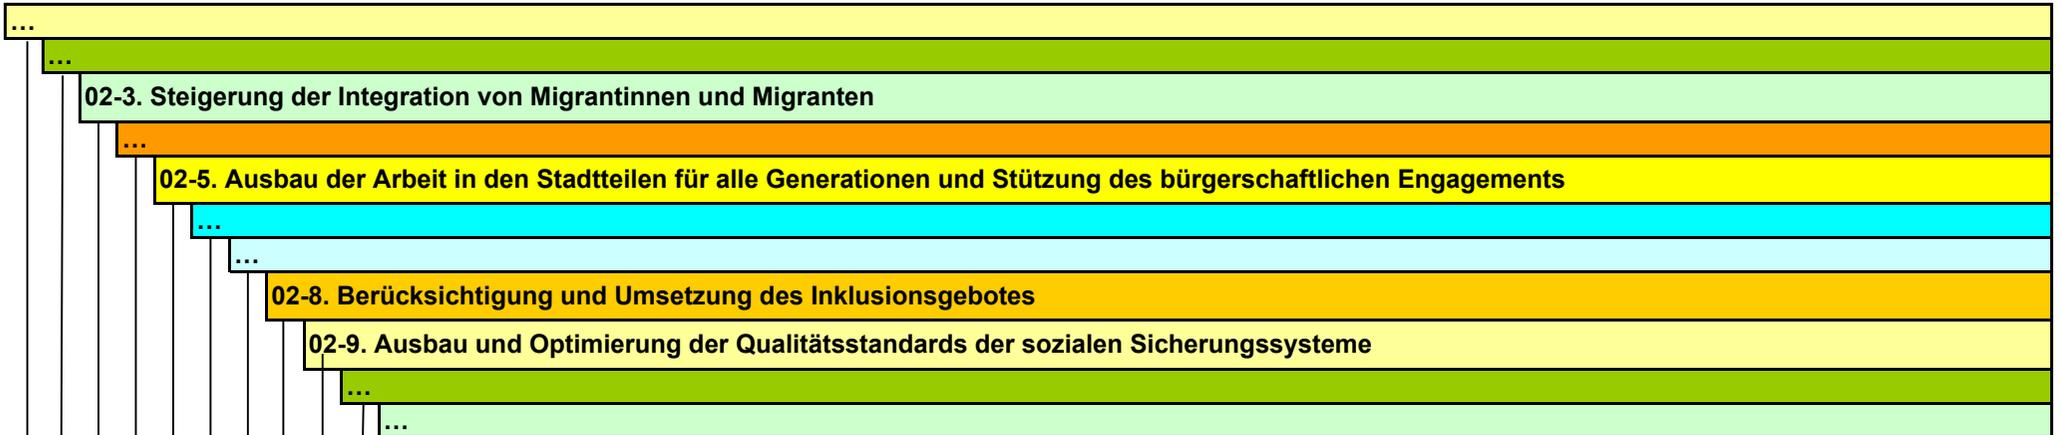 ...
...
02-3. Steigerung der Integration von Migrantinnen und Migranten
...
02-5. Ausbau der Arbeit in den Stadtteilen für alle Generationen und Stützung des bürgerschaftlichen Engagements
...
...
02-8. Berücksichtigung und Umsetzung des Inklusionsgebotes
02-9. Ausbau und Optimierung der Qualitätsstandards der sozialen Sicherungssysteme
...
...